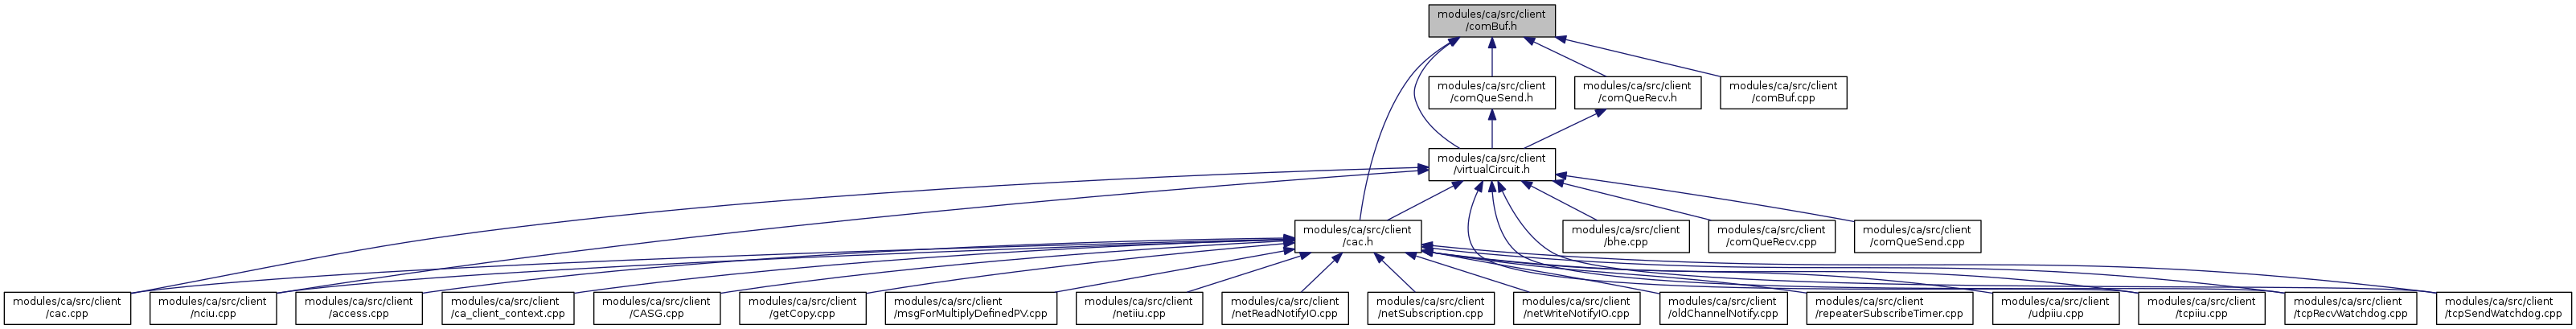 modules/ca/src/client
/comBuf.h
modules/ca/src/client
/comQueSend.h
modules/ca/src/client
/comQueRecv.h
modules/ca/src/client
/comBuf.cpp
modules/ca/src/client
/virtualCircuit.h
modules/ca/src/client
/cac.h
modules/ca/src/client
/bhe.cpp
modules/ca/src/client
/comQueRecv.cpp
modules/ca/src/client
/comQueSend.cpp
modules/ca/src/client
/cac.cpp
modules/ca/src/client
/nciu.cpp
modules/ca/src/client
/access.cpp
modules/ca/src/client
/ca_client_context.cpp
modules/ca/src/client
/CASG.cpp
modules/ca/src/client
/getCopy.cpp
modules/ca/src/client
/msgForMultiplyDefinedPV.cpp
modules/ca/src/client
/netiiu.cpp
modules/ca/src/client
/netReadNotifyIO.cpp
modules/ca/src/client
/netSubscription.cpp
modules/ca/src/client
/netWriteNotifyIO.cpp
modules/ca/src/client
/oldChannelNotify.cpp
modules/ca/src/client
/repeaterSubscribeTimer.cpp
modules/ca/src/client
/udpiiu.cpp
modules/ca/src/client
/tcpiiu.cpp
modules/ca/src/client
/tcpRecvWatchdog.cpp
modules/ca/src/client
/tcpSendWatchdog.cpp